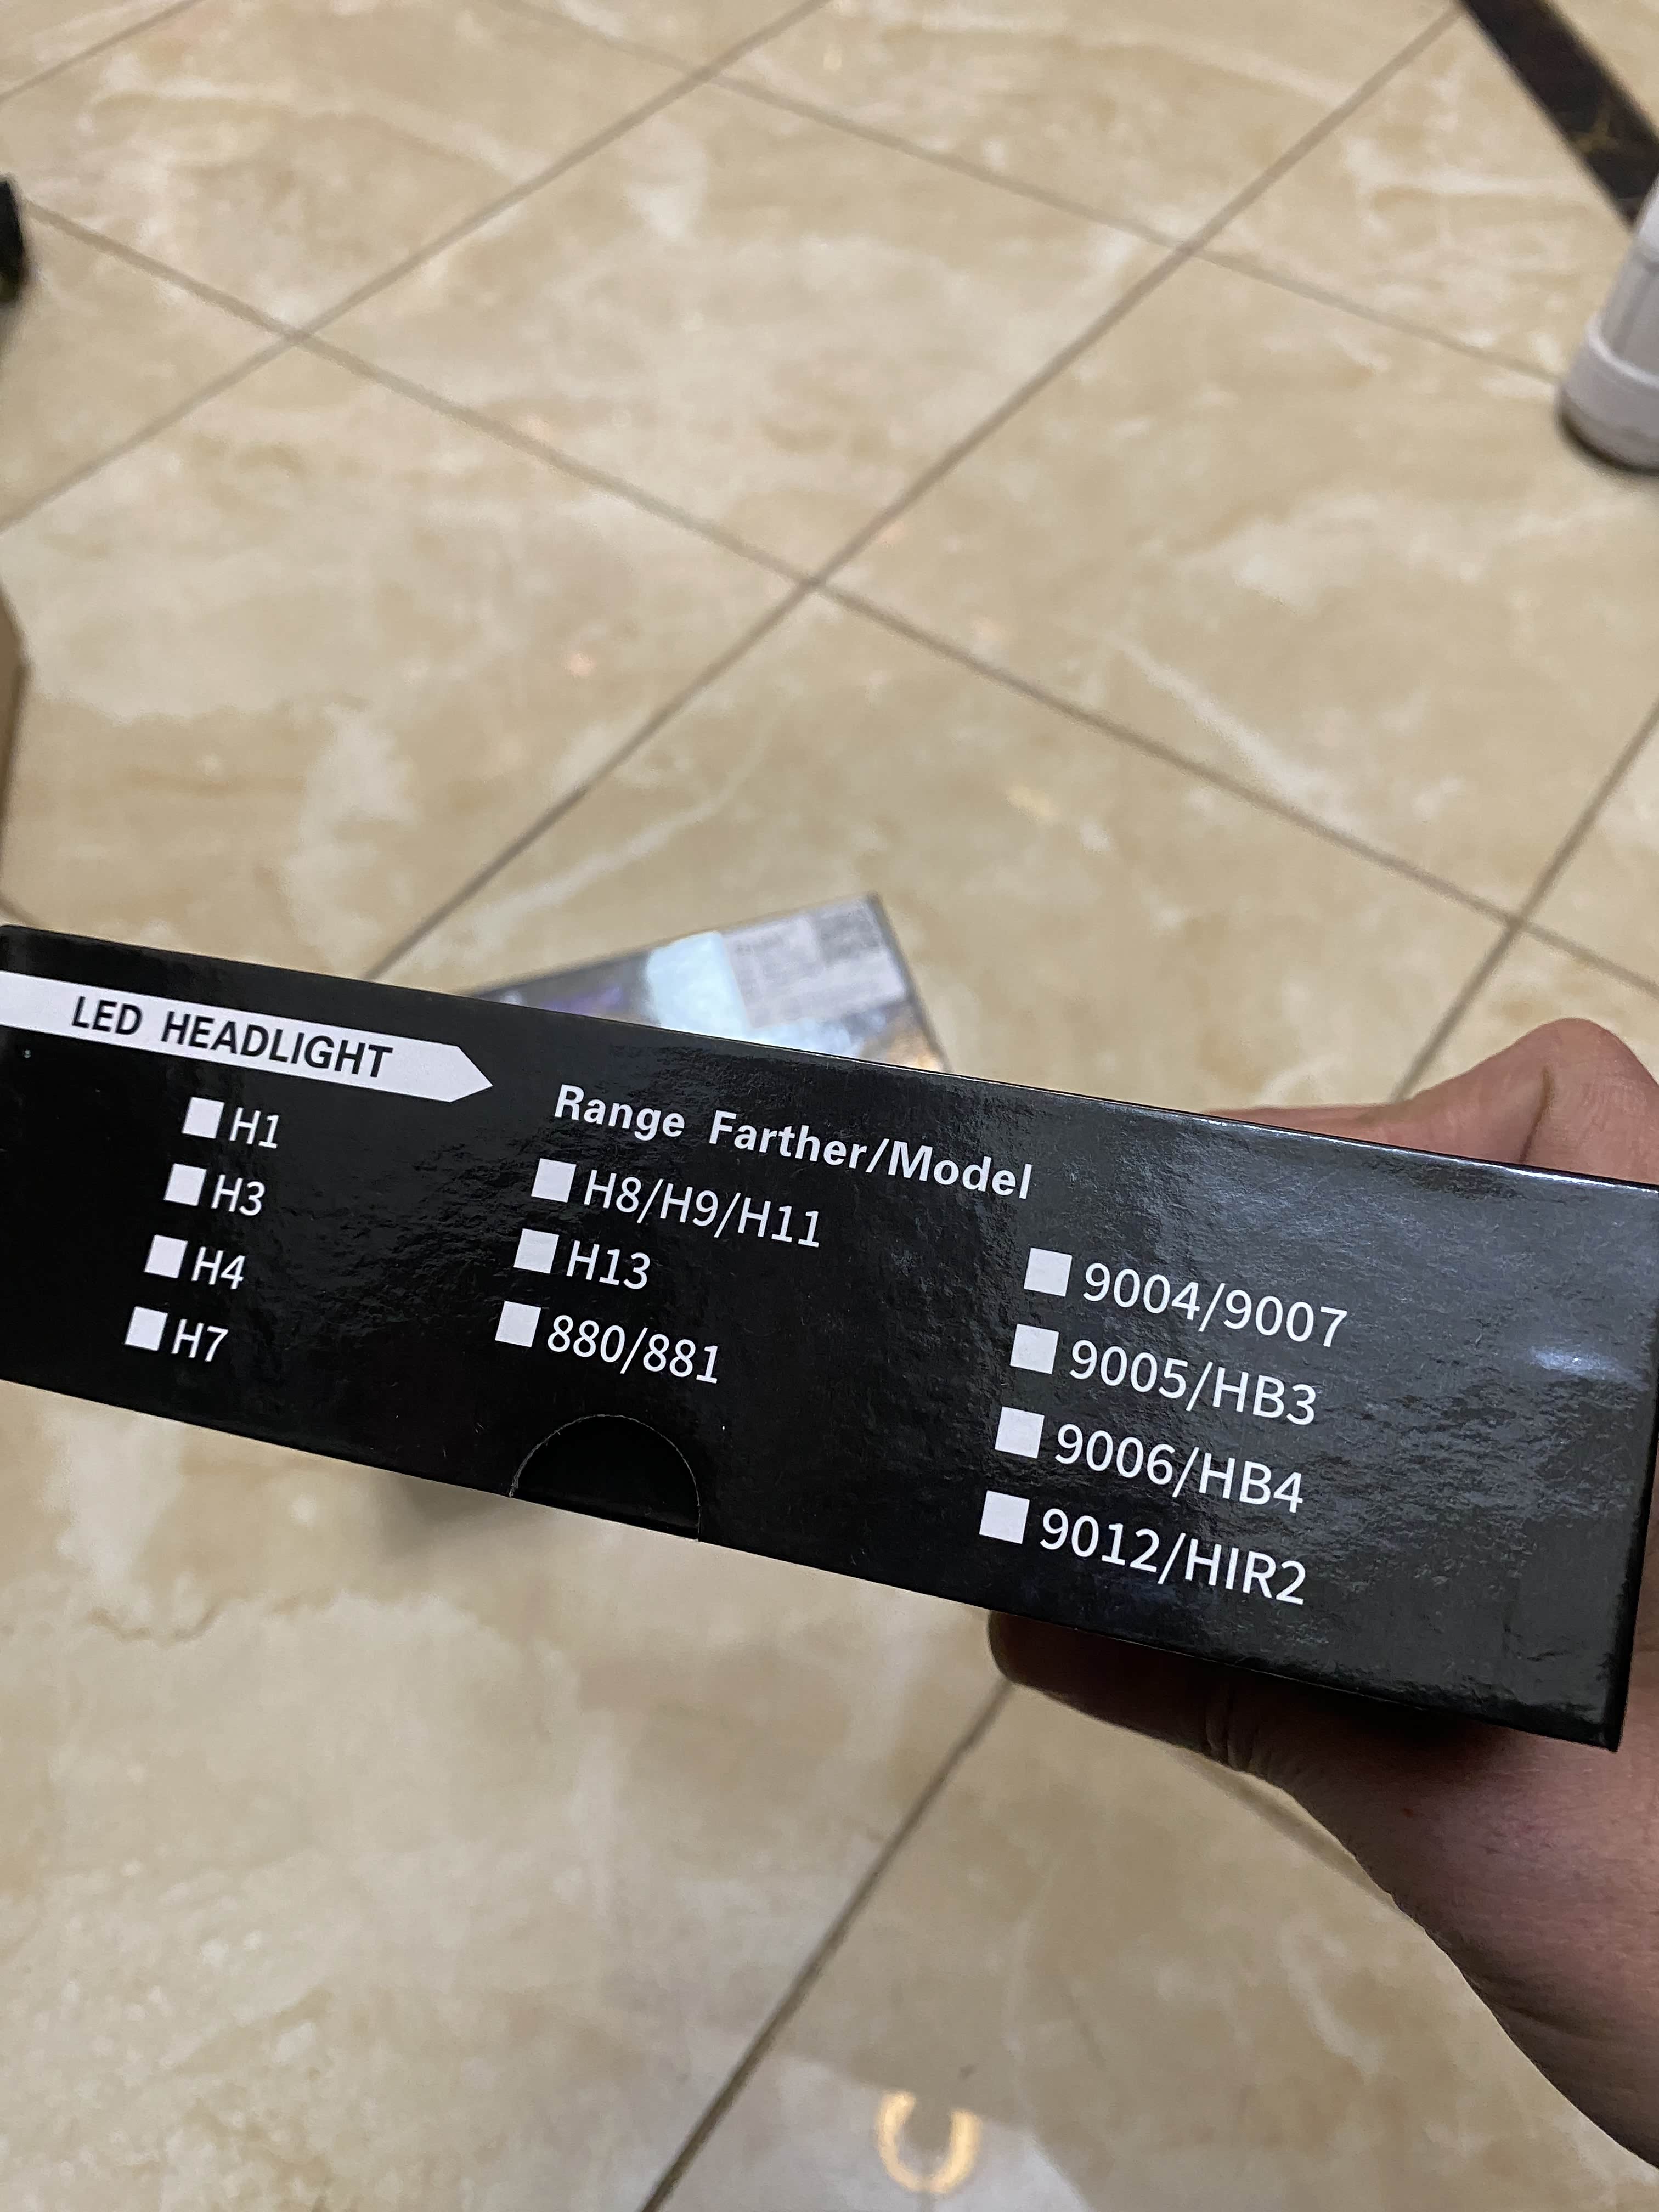 LED HEADLIGHT
Range Farther/Model
H1
H3
H4
H7
H8/H9/H11
H13
880/881
9004/9007
9005/HB3
9006/HB4
9012/HIR2